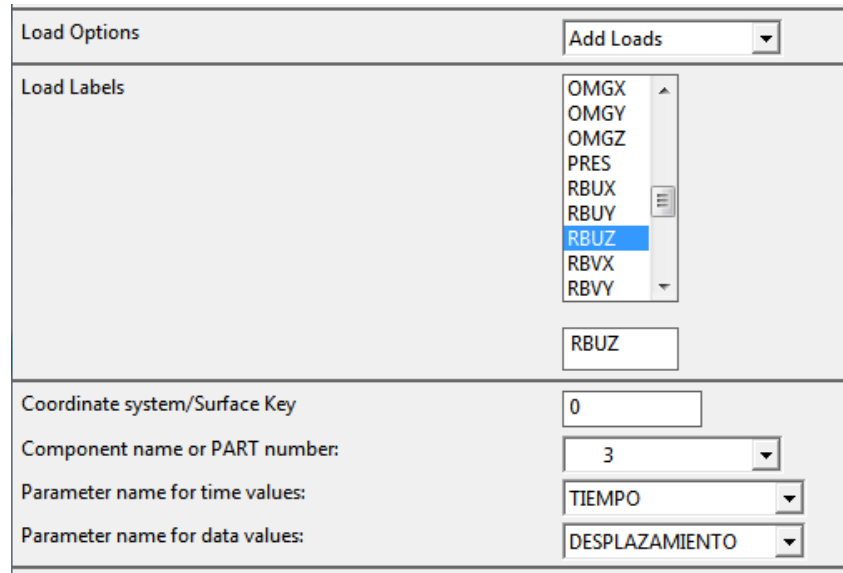 Load Options
Add Loads
Load Labels
OMGX
OMGY
OMGZ
PRES
RBUX
RBUY
RBUZ
RBVX
RBVY
RBUZ
Coordinate system/Surface Key
0
Component name or PART number:
3
Parameter name for time values:
TIEMPO
Parameter name for data values:
DESPLAZAMIENTO